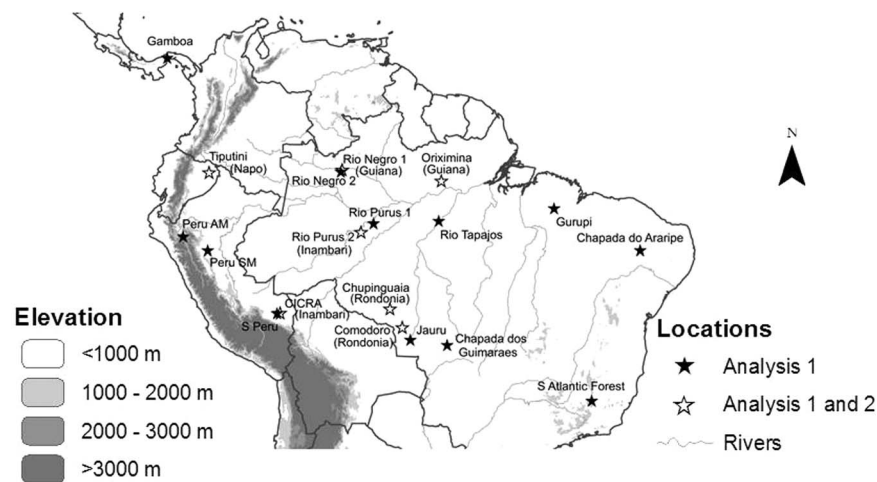 Gamboa
Tiputini
(Napo)
Rio Negro 1
(Guiana)
Rio Negro 2
Oriximina
(Guiana)
Peru AM
Peru SM
Rio Purus 1
Rio Purus 2
(Inambari)
Rio Tapajos
Gurupi
Chapada do Araripe
CICRA
(Inambari)
S Peru
Chupinguaia
(Rondonia)
Comodoro
(Rondonia)
Jauru
Chapada dos
Guimaraes
S Atlantic Forest
N
Elevation
<1000 m
1000 - 2000 m
2000 - 3000 m
>3000 m
Locations
Analysis 1
Analysis 1 and 2
Rivers